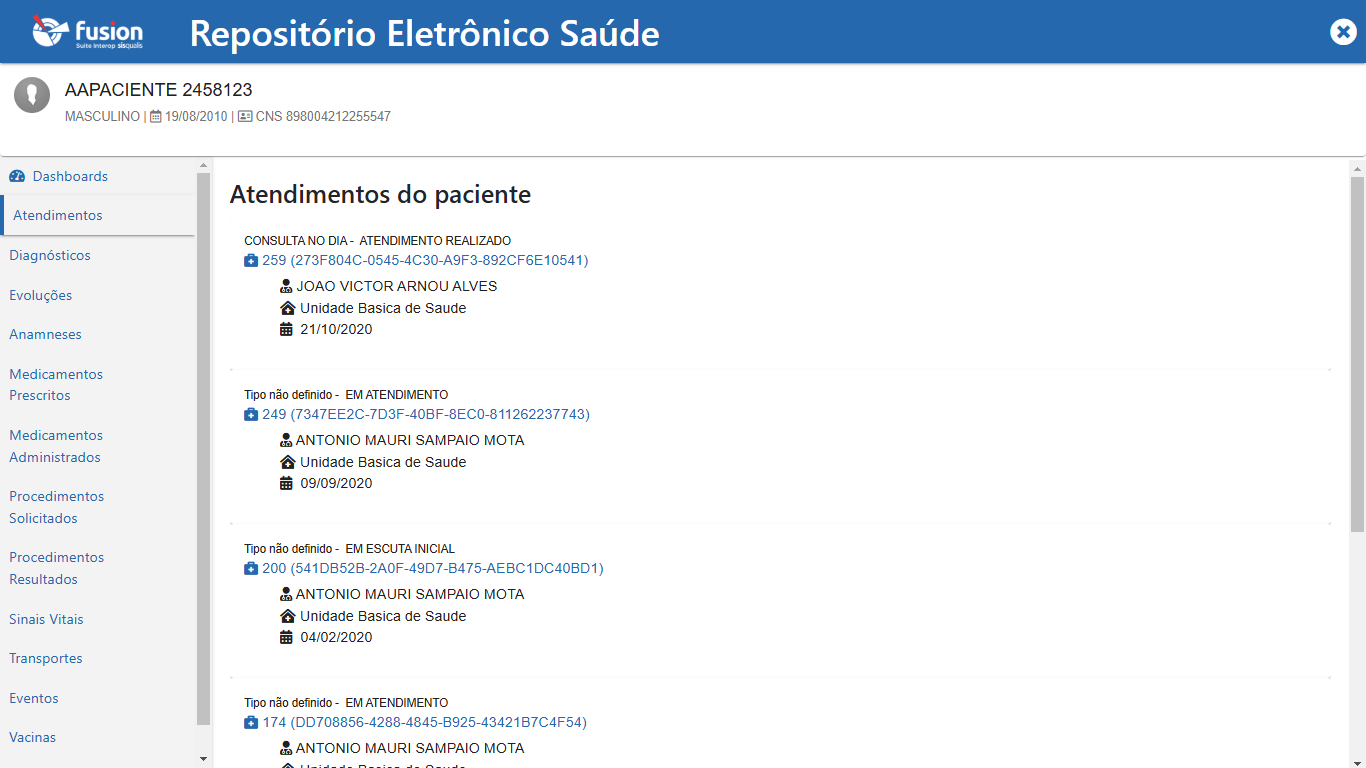 fusion
Suite Interop sisqualis
Repositório Eletrônico Saúde
AAPACIENTE 2458123
MASCULINO | 19/08/2010 | CNS 898004212255547
Dashboards
Atendimentos
Diagnósticos
Evoluções
Anamneses
Medicamentos
Prescritos
Medicamentos
Administrados
Procedimentos
Solicitados
Procedimentos
Resultados
Sinais Vitais
Transportes
Eventos
Vacinas
Atendimentos do paciente
CONSULTA NO DIA - ATENDIMENTO REALIZADO
259 (273F804C-0545-4C30-A9F3-892CF6E10541)
JOAO VICTOR ARNOU ALVES
Unidade Basica de Saude
21/10/2020
Tipo não definido - EM ATENDIMENTO
249 (7347EE2C-7D3F-40BF-8EC0-811262237743)
ANTONIO MAURI SAMPAIO MOTA
Unidade Basica de Saude
09/09/2020
Tipo não definido - EM ESCUTA INICIAL
200 (541DB52B-2A0F-49D7-B475-AEBC1DC40BD1)
ANTONIO MAURI SAMPAIO MOTA
Unidade Basica de Saude
04/02/2020
Tipo não definido - EM ATENDIMENTO
174 (DD708856-4288-4845-B925-43421B7C4F54)
ANTONIO MAURI SAMPAIO MOTA
Unidade Basica de Saude